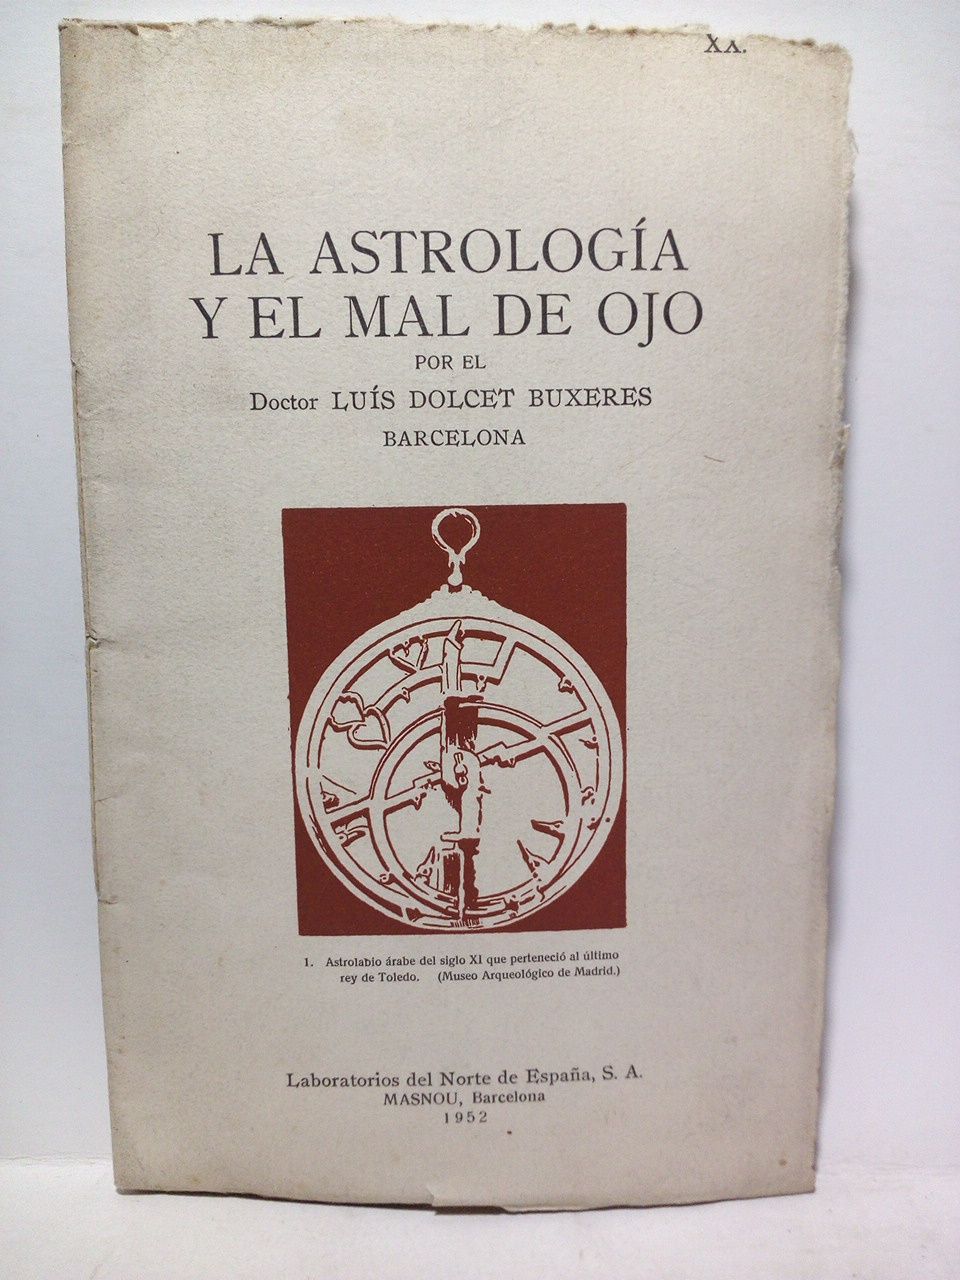 XX.
LA ASTROLOGÍA
Y EL MAL DE OJO
POR EL
Doctor LUÍS DOLCET BUXERES
BARCELONA
1. Astrolabio árabe del siglo XI que perteneció al último
rey de Toledo. (Museo Arqueológico de Madrid.)
Laboratorios del Norte de España, S. A.
MASNOU, Barcelona
1952